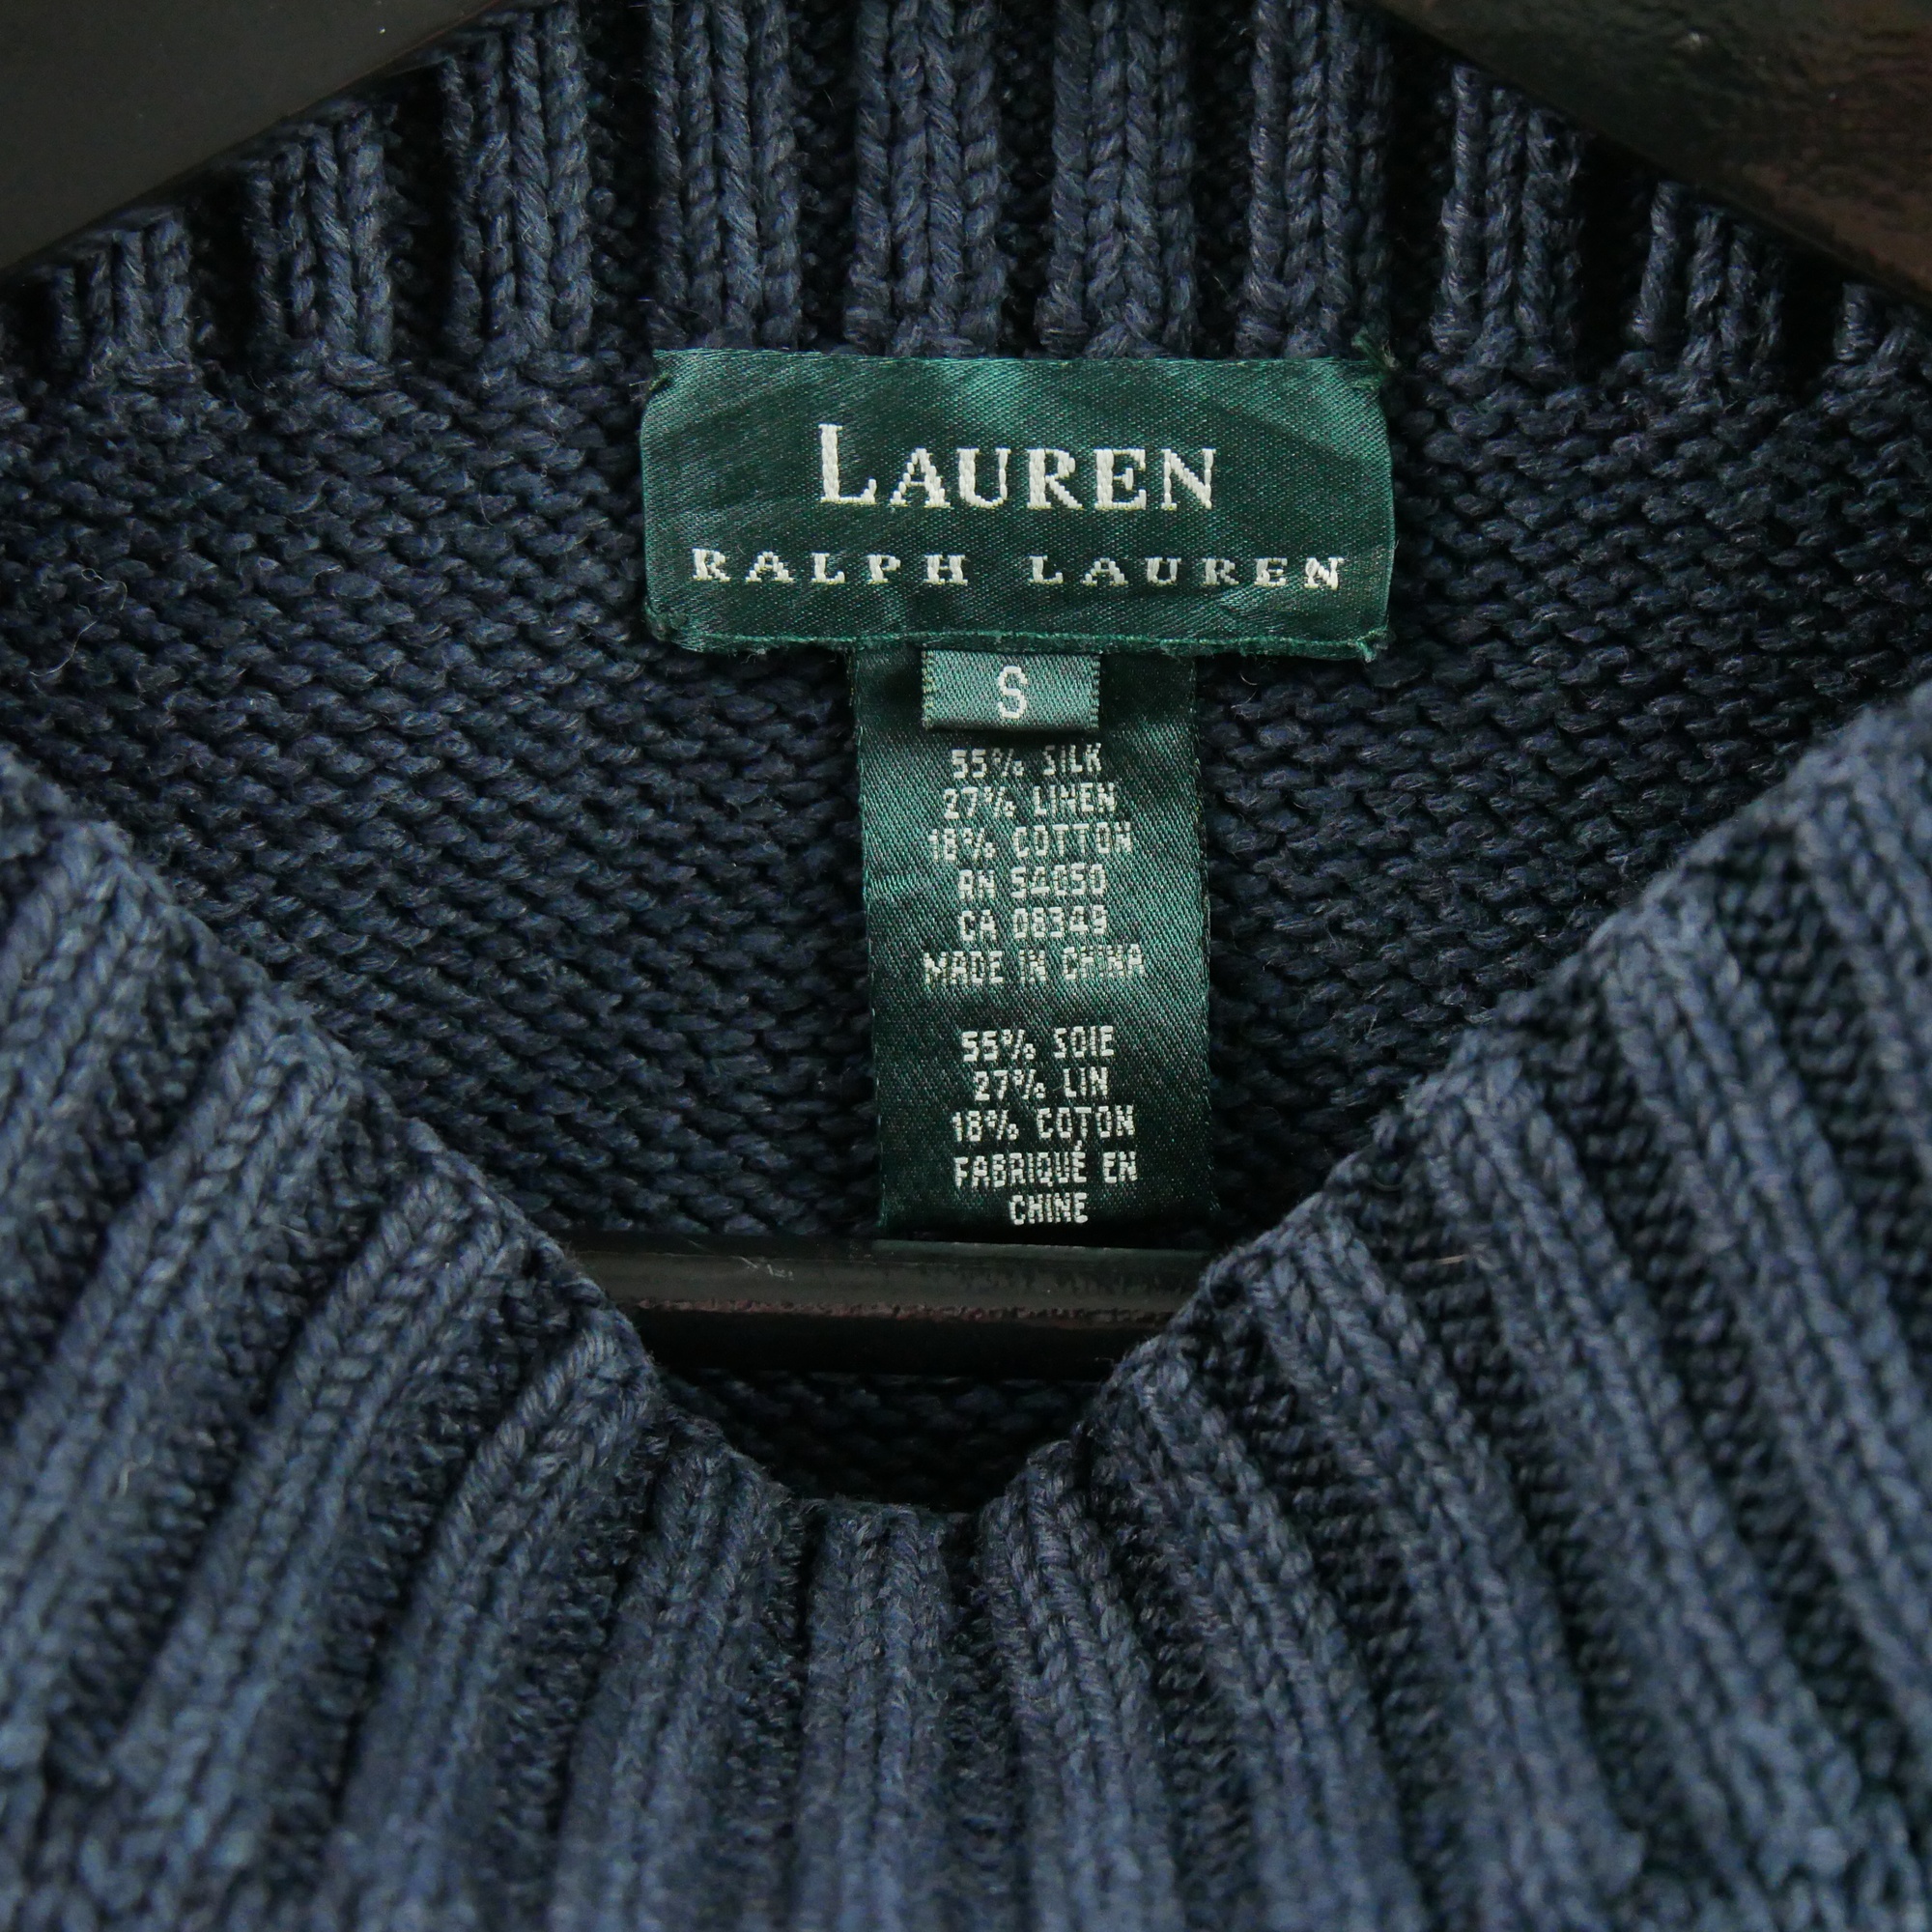 LAUREN
RALPH LAUREN
S
55% SILK
27% LINEN
18% COTTON
RN 54050
CA 08349
MADE IN CHINA
55% SOIE
27% LIN
18% COTON
FABRIQUÉ EN
CHINE